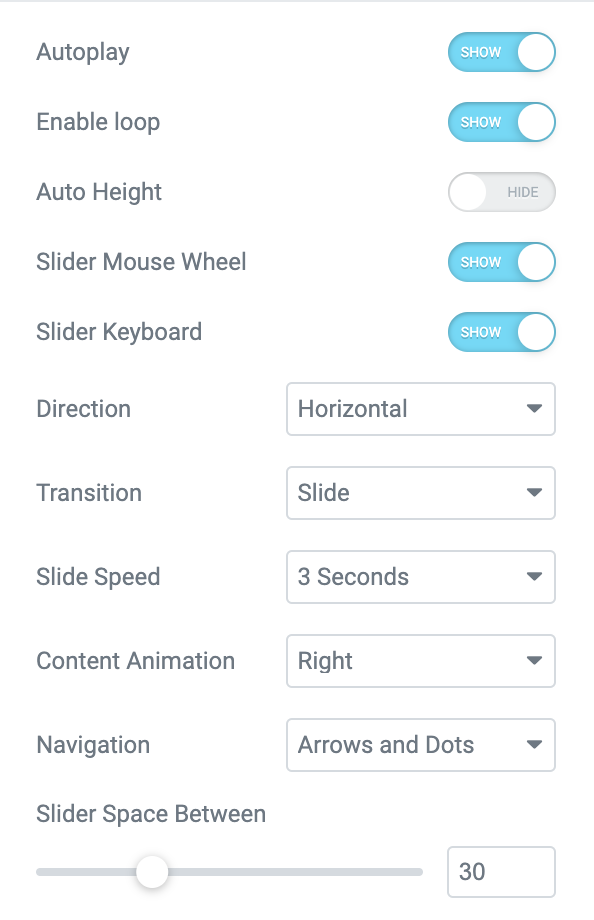 Autoplay SHOW
Enable loop SHOW
Auto Height HIDE
Slider Mouse Wheel SHOW
Slider Keyboard SHOW
Direction Horizontal
Transition Slide
Slide Speed 3 Seconds
Content Animation Right
Navigation Arrows and Dots
Slider Space Between
30